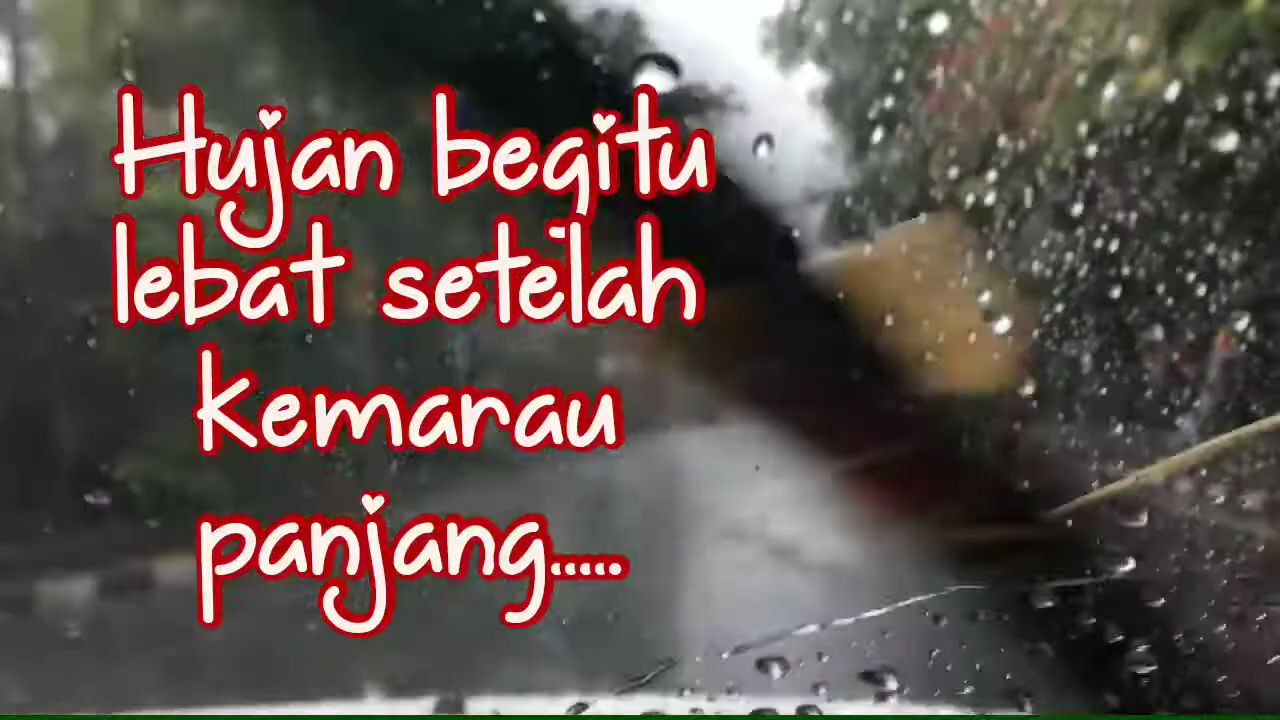 Hujan begitu
lebat setelah
kemarau
panjang.....